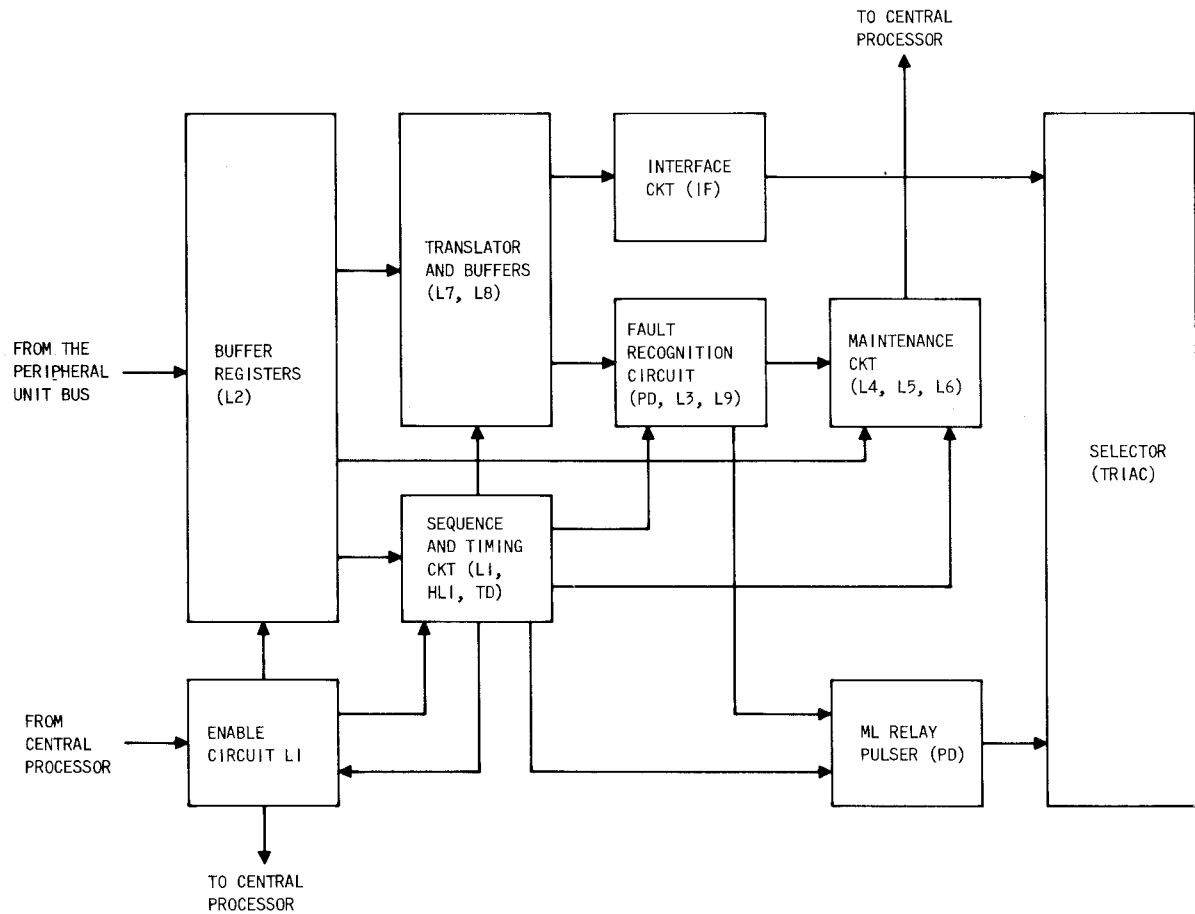 TO CENTRAL
PROCESSOR
INTERFACE
CKT (IF)
TRANSLATOR
AND BUFFERS
(L7, L8)
FROM THE
PERIPHERAL
UNIT BUS
BUFFER
REGISTERS
(L2)
FAULT
RECOGNITION
CIRCUIT
(PD, L3, L9)
MAINTENANCE
CKT
(L4, L5, L6)
SELECTOR
(TRIAC)
SEQUENCE
AND TIMING
CKT (L1,
HL1, TD)
FROM
CENTRAL
PROCESSOR
ENABLE
CIRCUIT L1
ML RELAY
PULSER (PD)
TO CENTRAL
PROCESSOR